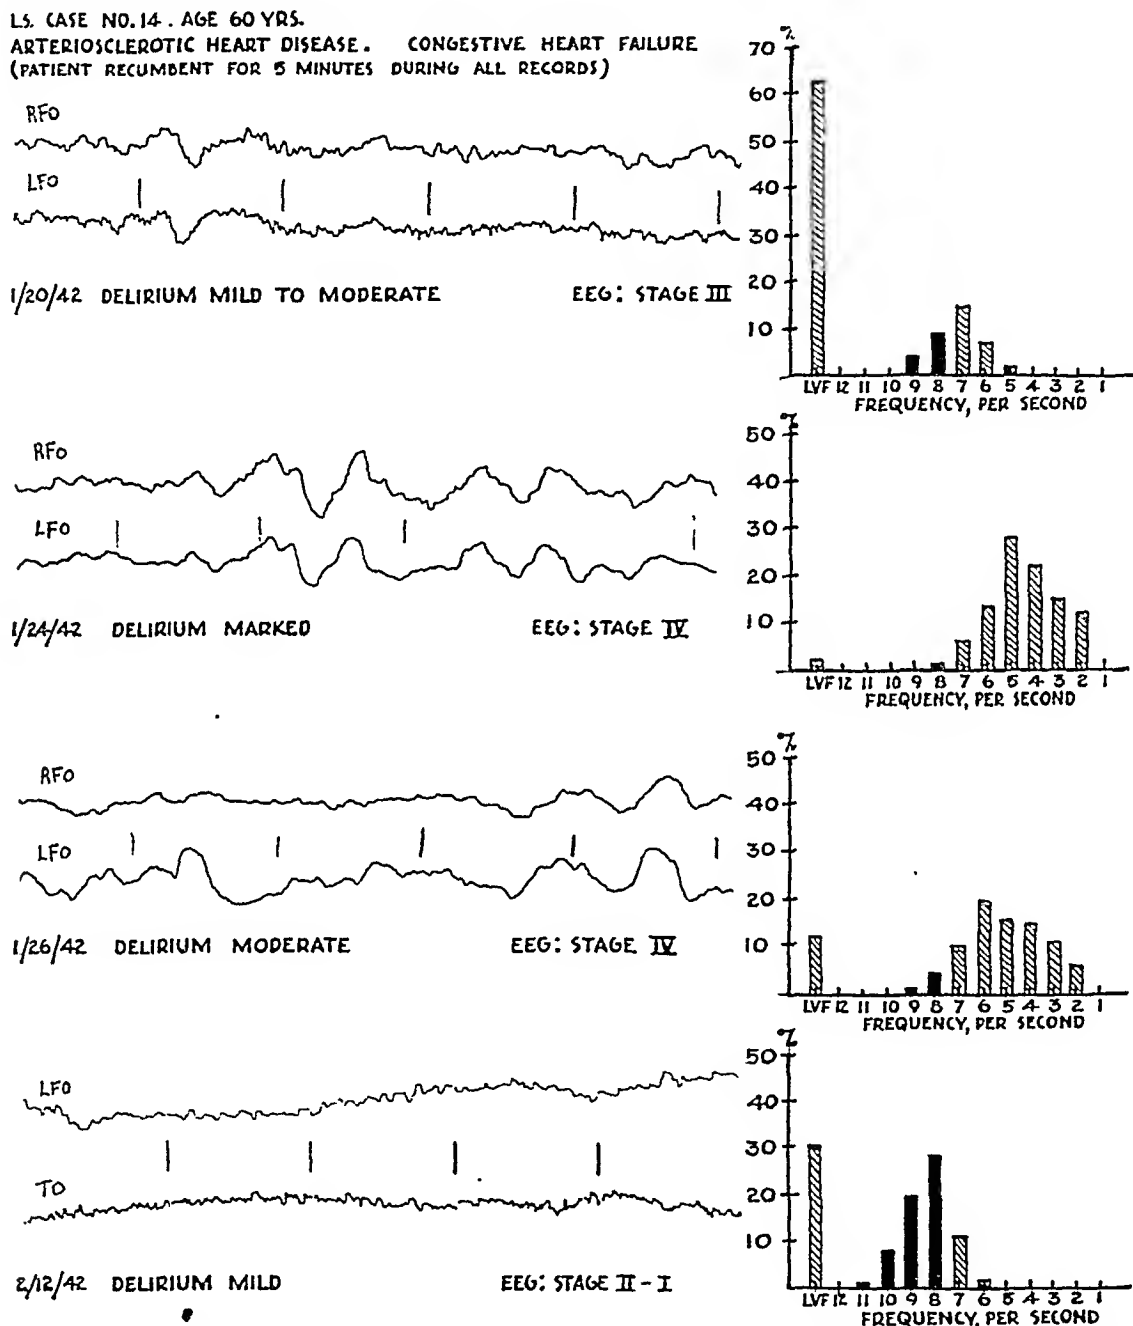 L.S. CASE NO. 14. AGE 60 YRS.
ARTERIOSCLEROTIC HEART DISEASE. CONGESTIVE HEART FAILURE
(PATIENT RECUMBENT FOR 5 MINUTES DURING ALL RECORDS)
RFO
LFO
1/20/42 DELIRIUM MILD TO MODERATE EEG: STAGE III
%
70
60
50
40
30
20
10
LVF 12 11 10 9 8 7 6 5 4 3 2 1
FREQUENCY, PER SECOND
RFO
LFO
1/24/42 DELIRIUM MARKED EEG: STAGE IV
%
50
40
30
20
10
LVF 12 11 10 9 8 7 6 5 4 3 2 1
FREQUENCY, PER SECOND
RFO
LFO
1/26/42 DELIRIUM MODERATE EEG: STAGE IV
%
50
40
30
20
10
LVF 12 11 10 9 8 7 6 5 4 3 2 1
FREQUENCY, PER SECOND
LFO
TO
2/12/42 DELIRIUM MILD EEG: STAGE II - I
%
50
40
30
20
10
LVF 12 11 10 9 8 7 6 5 4 3 2 1
FREQUENCY, PER SECOND